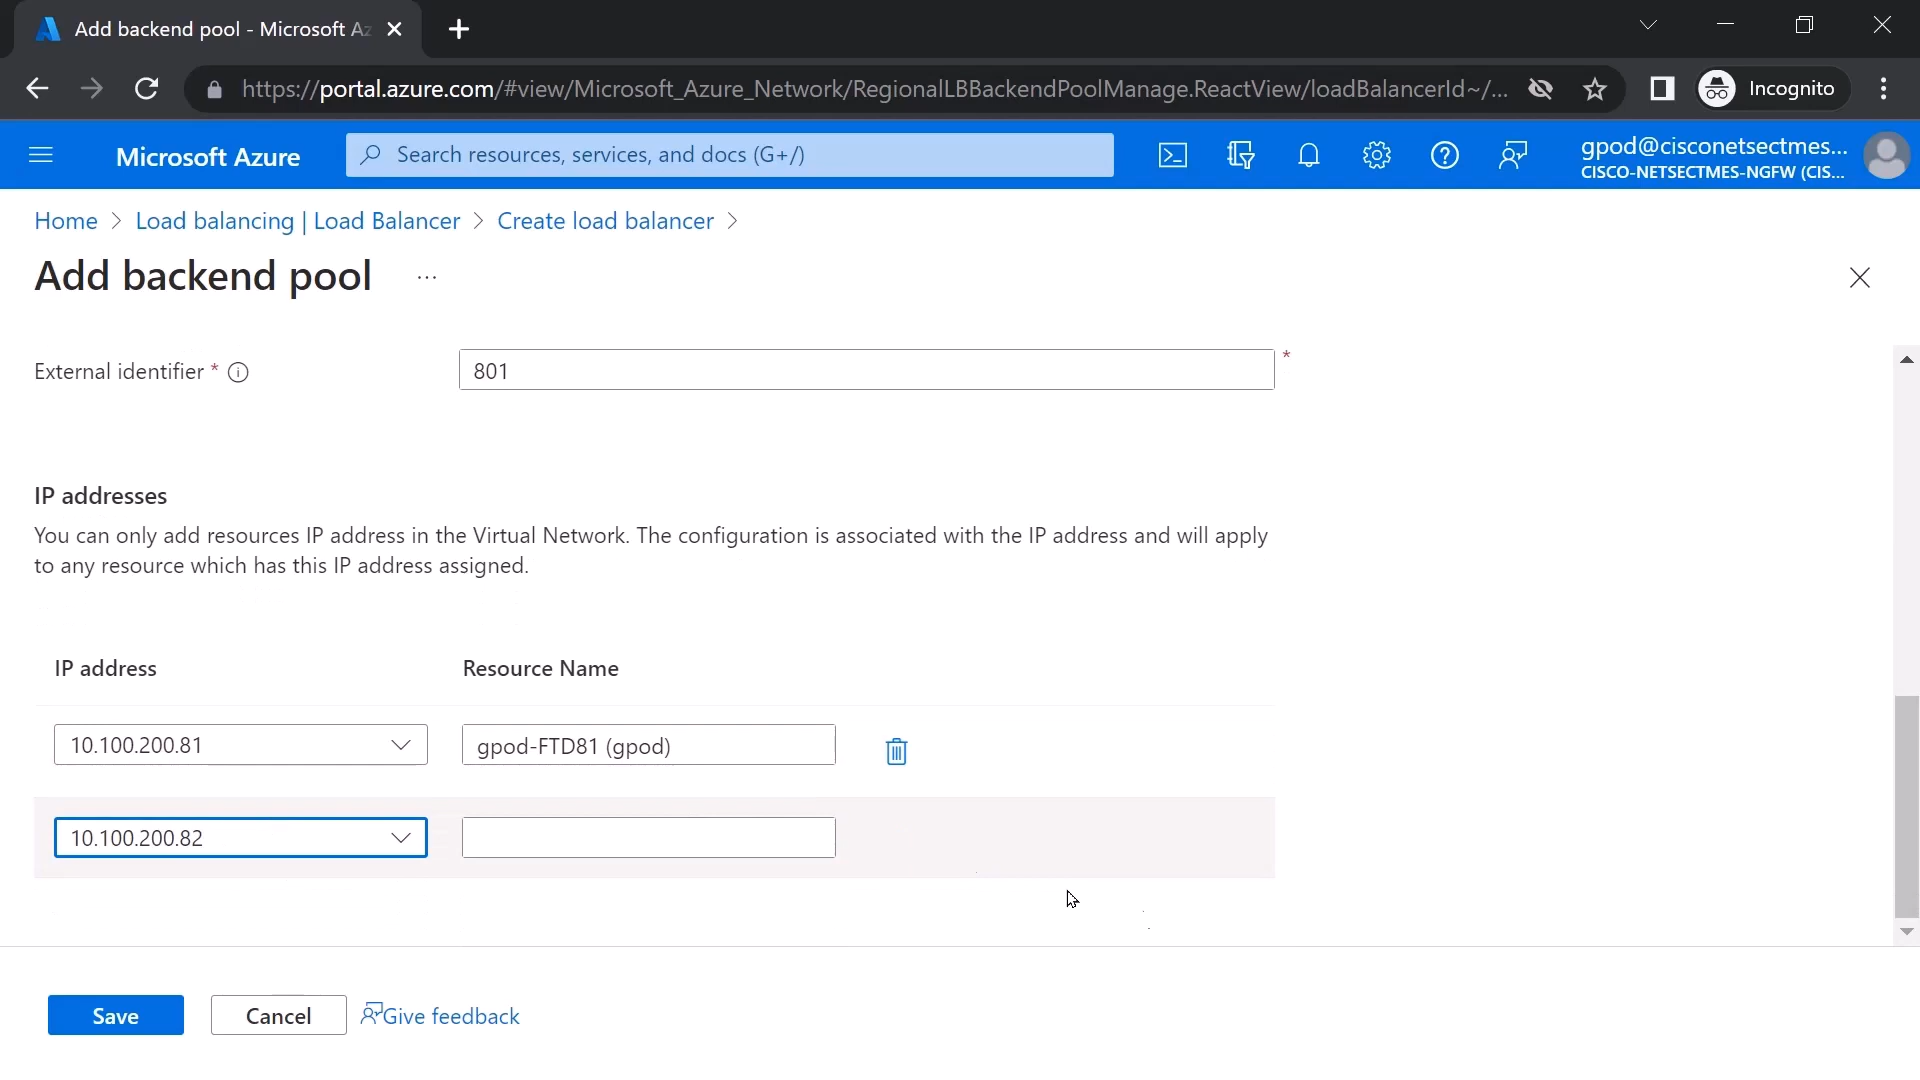 Add backend pool - Microsoft Az
https://portal.azure.com/#view/Microsoft_Azure_Network/RegionalLBBackendPoolManage.ReactView/loadBalancerId~/...
Incognito
Microsoft Azure
Search resources, services, and docs (G+/)
gpod@cisconetsectmes...
CISCO-NETSECTMES-NGFW (CIS...
Home > Load balancing | Load Balancer > Create load balancer >
Add backend pool ...
External identifier *
801
*
IP addresses
You can only add resources IP address in the Virtual Network. The configuration is associated with the IP address and will apply
to any resource which has this IP address assigned.
IP address
Resource Name
10.100.200.81
gpod-FTD81 (gpod)
10.100.200.82
Save
Cancel
Give feedback